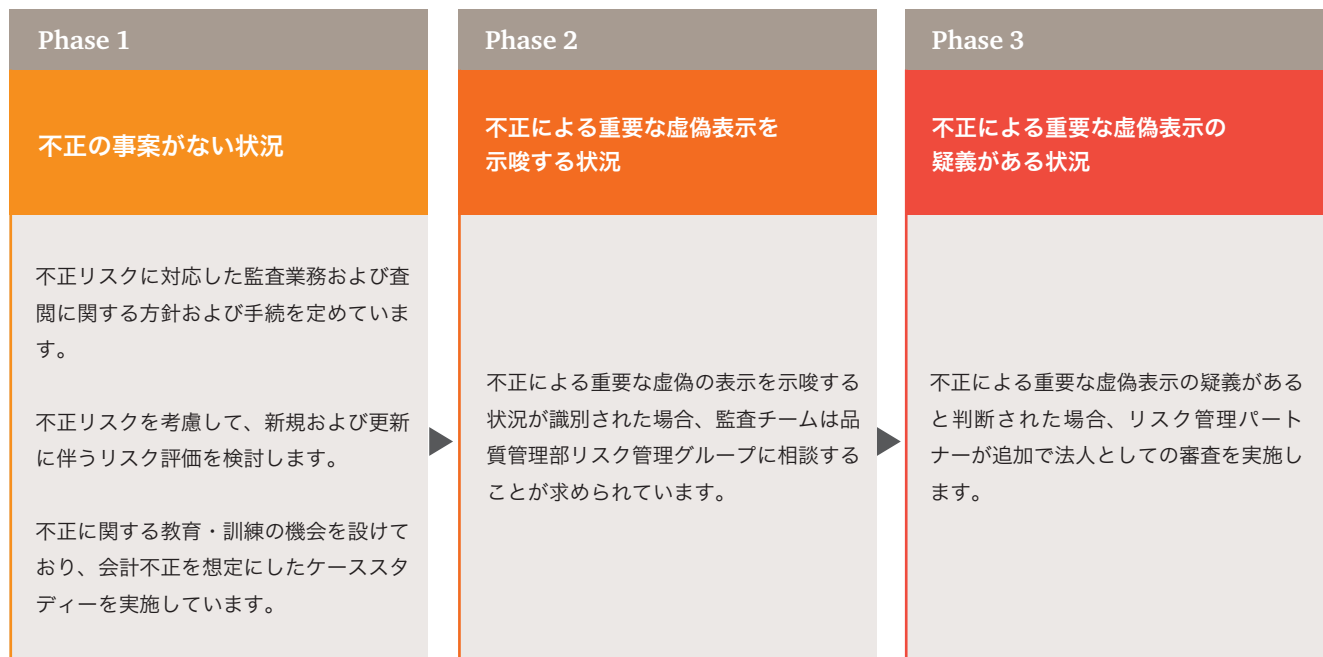 Phase 1
不正の事案がない状況
不正リスクに対応した監査業務および査
閲に関する方針および手続を定めていま
す。
不正リスクを考慮して、新規および更新
に伴うリスク評価を検討します。
不正に関する教育・訓練の機会を設けて
おり、会計不正を想定にしたケーススタ
ディーを実施しています。
Phase 2
不正による重要な虚偽表示を
示唆する状況
不正による重要な虚偽の表示を示唆する
状況が識別された場合、監査チームは品
質管理部リスク管理グループに相談する
ことが求められています。
Phase 3
不正による重要な虚偽表示の
疑義がある状況
不正による重要な虚偽表示の疑義がある
と判断された場合、リスク管理パート
ナーが追加で法人としての審査を実施し
ます。